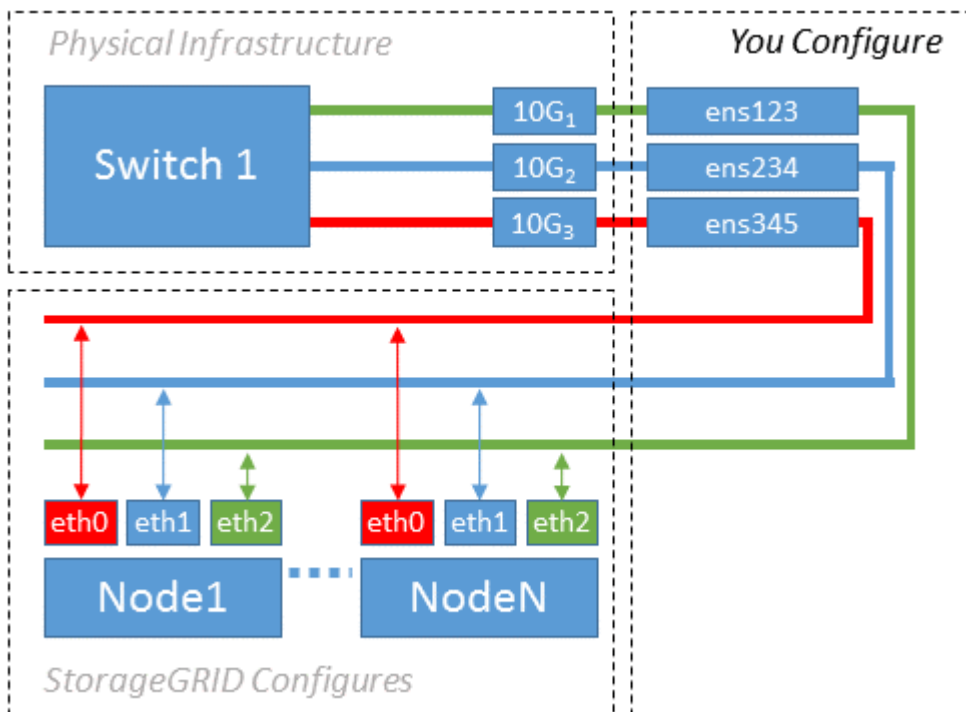 Physical Infrastructure
You Configure
Switch 1
10G₁
ens123
10G₂
ens234
10G₃
ens345
eth0 eth1 eth2
eth0 eth1 eth2
Node1
NodeN
StorageGRID Configures